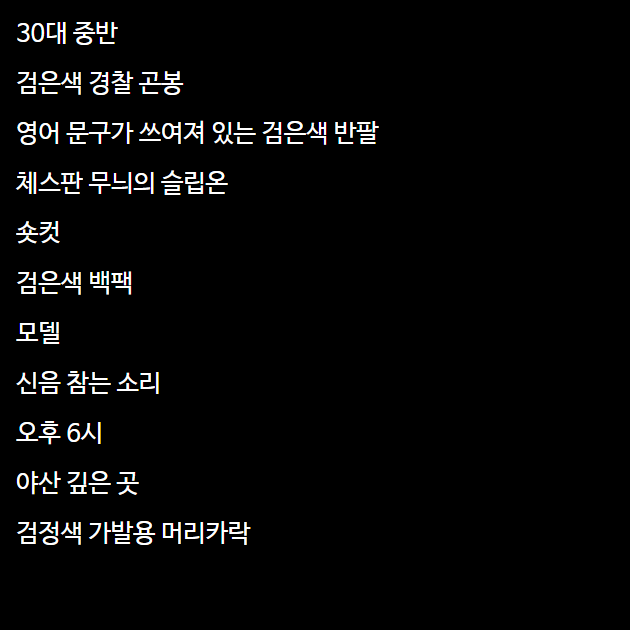 30대 중반
검은색 경찰 곤봉
영어 문구가 쓰여져 있는 검은색 반팔
체스판 무늬의 슬립온
숏컷
검은색 백팩
모델
신음 참는 소리
오후 6시
야산 깊은 곳
검정색 가발용 머리카락